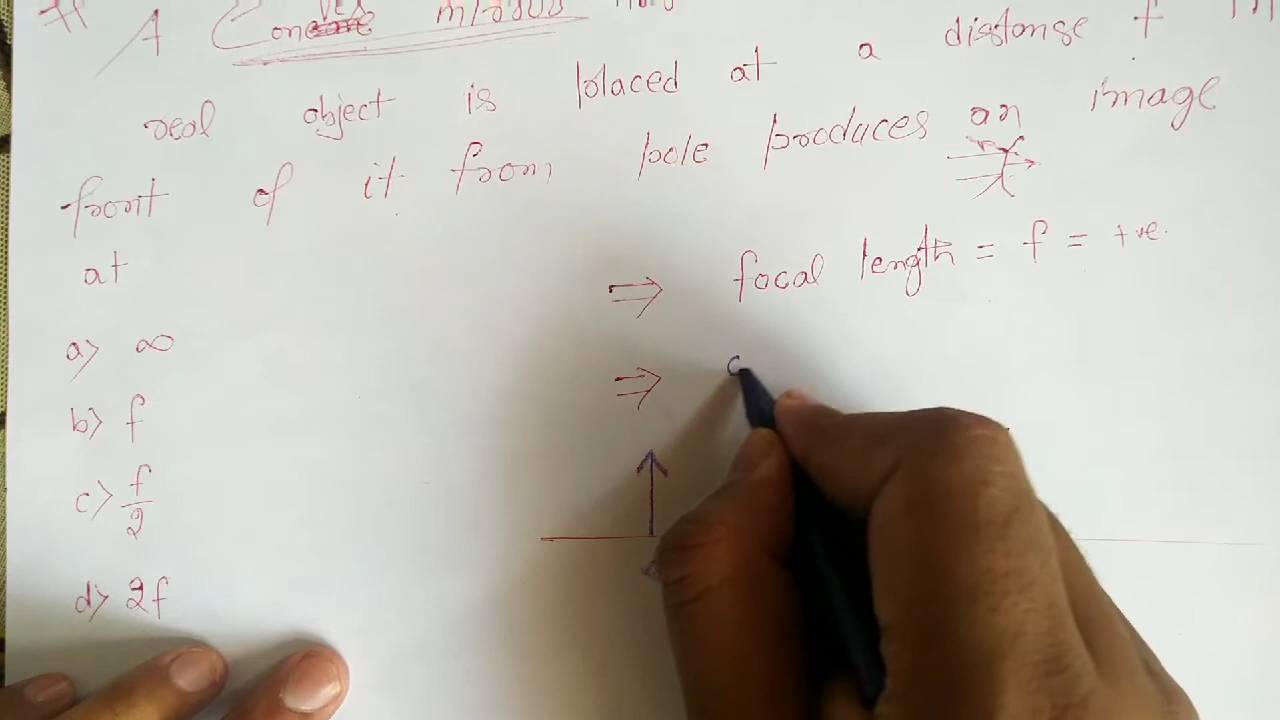 # A Convex mirror
real object is placed at a distance f
front of it from pole produces an image
at
⇒ focal length = f = +ve.
a> ∞
⇒
b> f
c> f/2
d> 2f